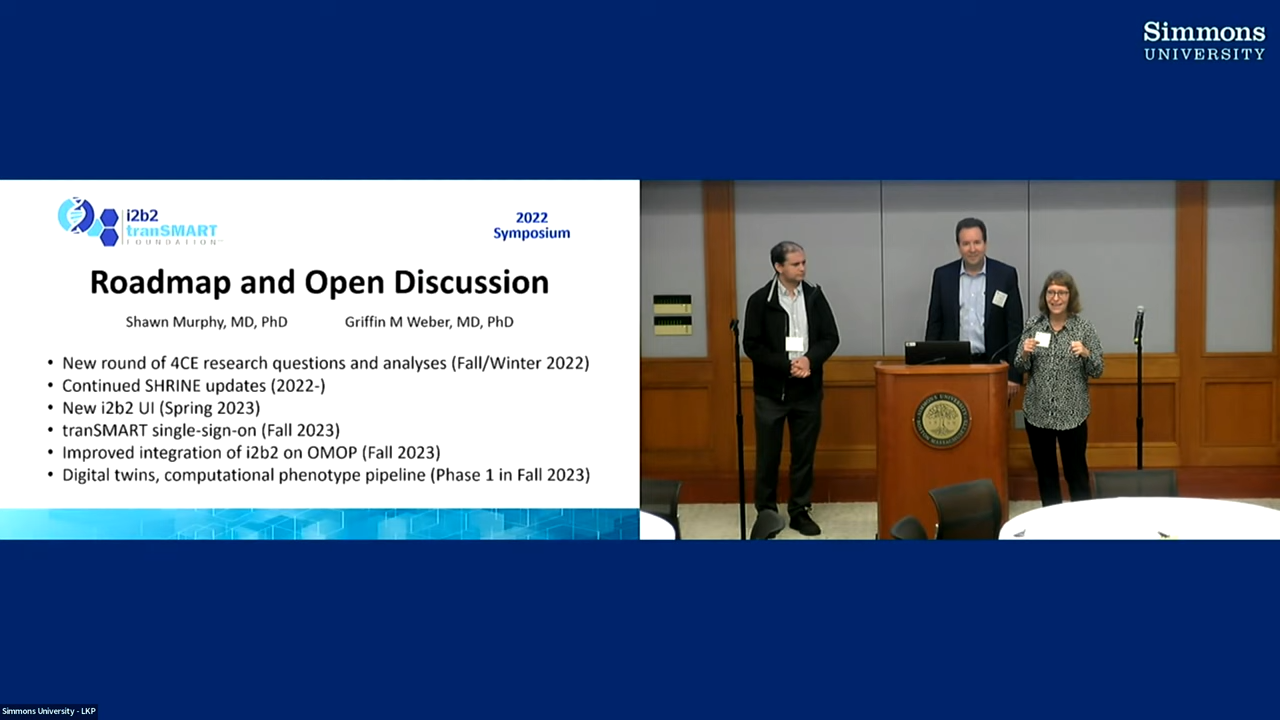 Simmons
UNIVERSITY
i2b2
tranSMART
FOUNDATION
2022
Symposium
Roadmap and Open Discussion
Shawn Murphy, MD, PhD
Griffin M Weber, MD, PhD
• New round of 4CE research questions and analyses (Fall/Winter 2022)
• Continued SHRINE updates (2022-)
• New i2b2 UI (Spring 2023)
• tranSMART single-sign-on (Fall 2023)
• Improved integration of i2b2 on OMOP (Fall 2023)
• Digital twins, computational phenotype pipeline (Phase 1 in Fall 2023)
Simmons University - LKP